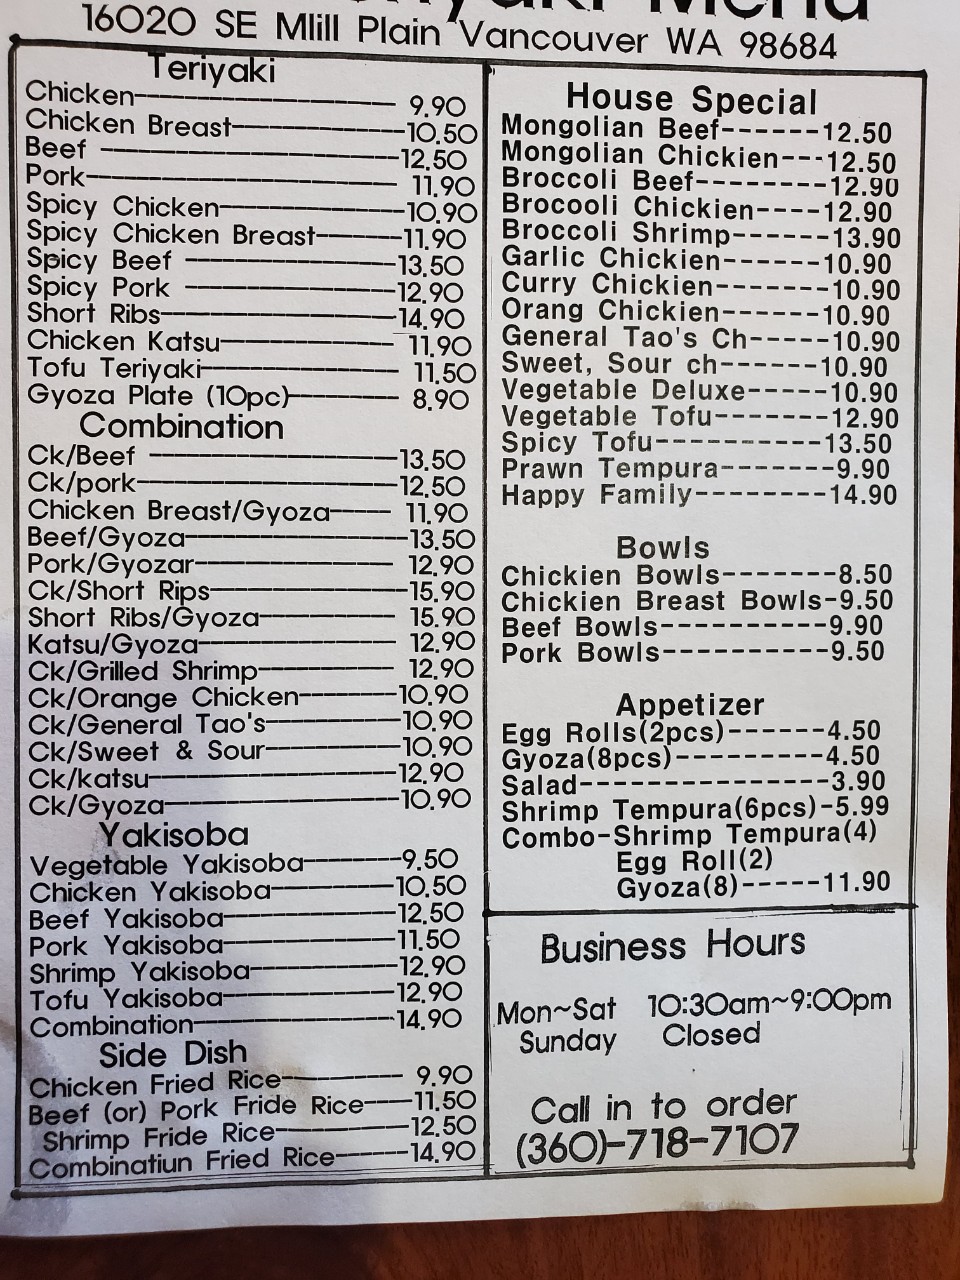 Menu
16020 SE Mlill Plain Vancouver WA 98684
Teriyaki
Chicken 9.90
Chicken Breast 10.50
Beef 12.50
Pork 11.90
Spicy Chicken 10.90
Spicy Chicken Breast 11.90
Spicy Beef 13.50
Spicy Pork 12.90
Short Ribs 14.90
Chicken Katsu 11.90
Tofu Teriyaki 11.50
Gyoza Plate (10pc) 8.90
Combination
Ck/Beef 13.50
Ck/pork 12.50
Chicken Breast/Gyoza 11.90
Beef/Gyoza 13.50
Pork/Gyozar 12.90
Ck/Short Rips 15.90
Short Ribs/Gyoza 15.90
Katsu/Gyoza 12.90
Ck/Grilled Shrimp 12.90
Ck/Orange Chicken 10.90
Ck/General Tao's 10.90
Ck/Sweet & Sour 10.90
Ck/katsu 12.90
Ck/Gyoza 10.90
Yakisoba
Vegetable Yakisoba 9.50
Chicken Yakisoba 10.50
Beef Yakisoba 12.50
Pork Yakisoba 11.50
Shrimp Yakisoba 12.90
Tofu Yakisoba 12.90
Combination 14.90
Side Dish
Chicken Fried Rice 9.90
Beef (or) Pork Fride Rice 11.50
Shrimp Fride Rice 12.50
Combinatiun Fried Rice 14.90
House Special
Mongolian Beef------12.50
Mongolian Chickien---12.50
Broccoli Beef--------12.90
Brocooli Chickien----12.90
Broccoli Shrimp------13.90
Garlic Chickien------10.90
Curry Chickien-------10.90
Orang Chickien-------10.90
General Tao's Ch-----10.90
Sweet, Sour ch------10.90
Vegetable Deluxe-----10.90
Vegetable Tofu-------12.90
Spicy Tofu----------13.50
Prawn Tempura-------9.90
Happy Family--------14.90
Bowls
Chickien Bowls-------8.50
Chickien Breast Bowls-9.50
Beef Bowls----------9.90
Pork Bowls----------9.50
Appetizer
Egg Rolls(2pcs)------4.50
Gyoza(8pcs)---------4.50
Salad---------------3.90
Shrimp Tempura(6pcs)-5.99
Combo-Shrimp Tempura(4)
Egg Roll(2)
Gyoza(8)-----11.90
Business Hours
Mon~Sat 10:30am~9:00pm
Sunday Closed
Call in to order
(360)-718-7107